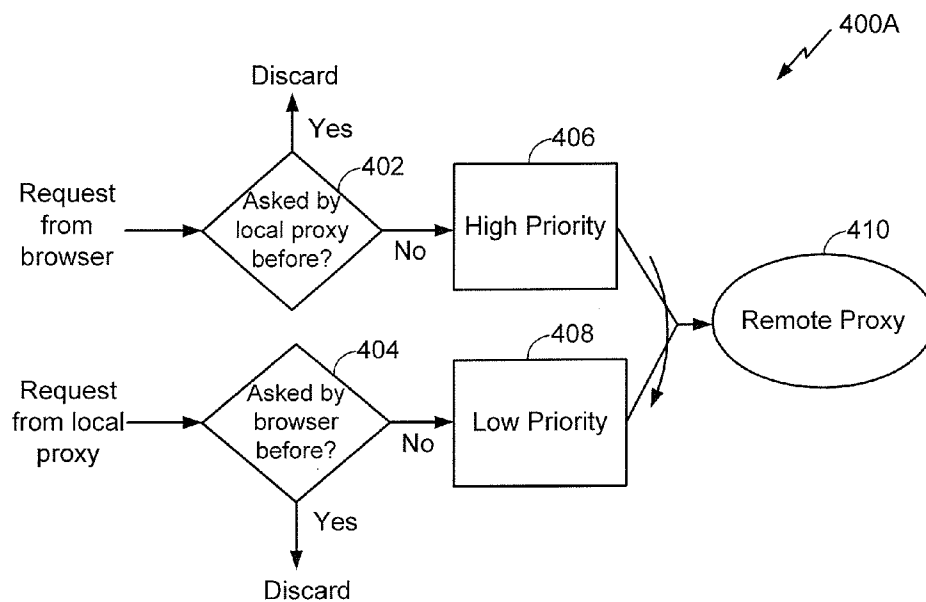 400A
Discard
Yes
402
406
Request
from
browser
Asked by
local proxy
before?
No
High Priority
410
Remote Proxy
404
408
Request
from local
proxy
Asked by
browser
before?
No
Low Priority
Yes
Discard